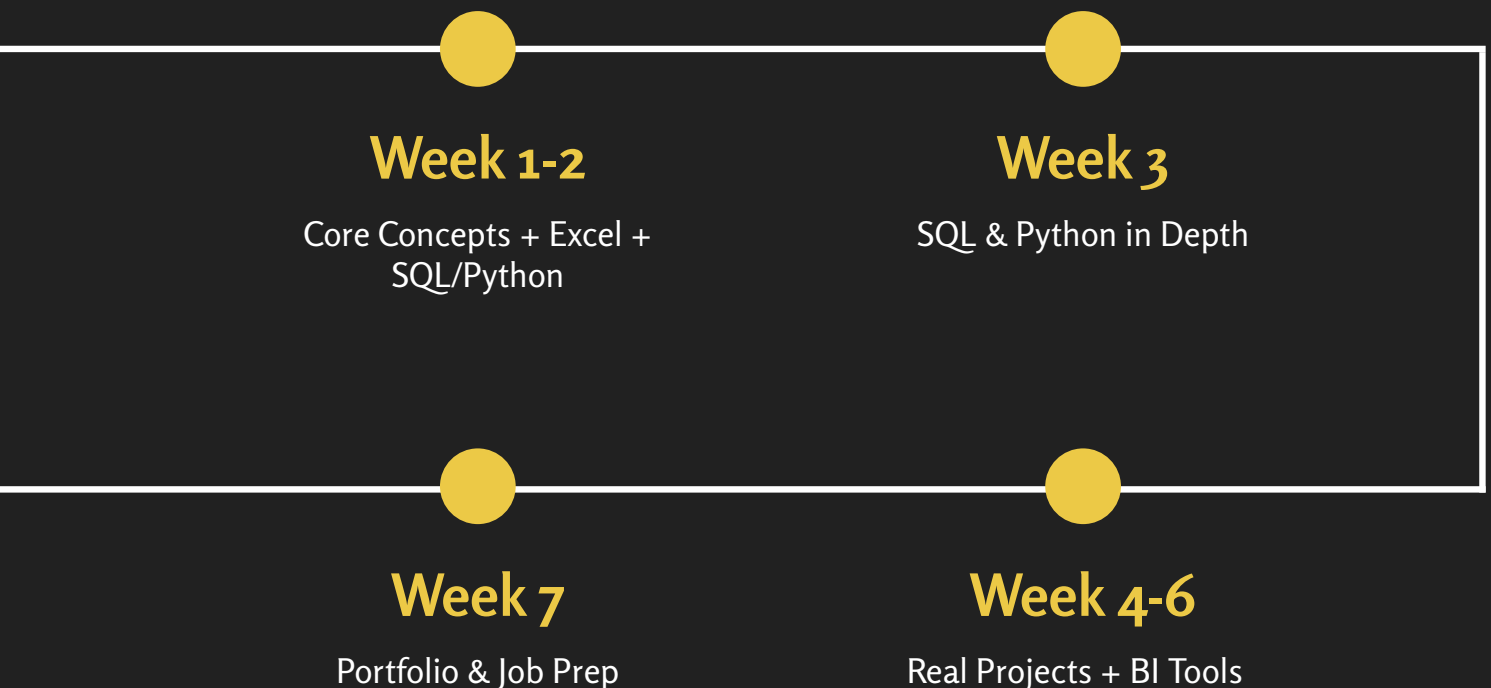 Week 1-2
Core Concepts + Excel +
SQL/Python
Week 3
SQL & Python in Depth
Week 7
Portfolio & Job Prep
Week 4-6
Real Projects + BI Tools